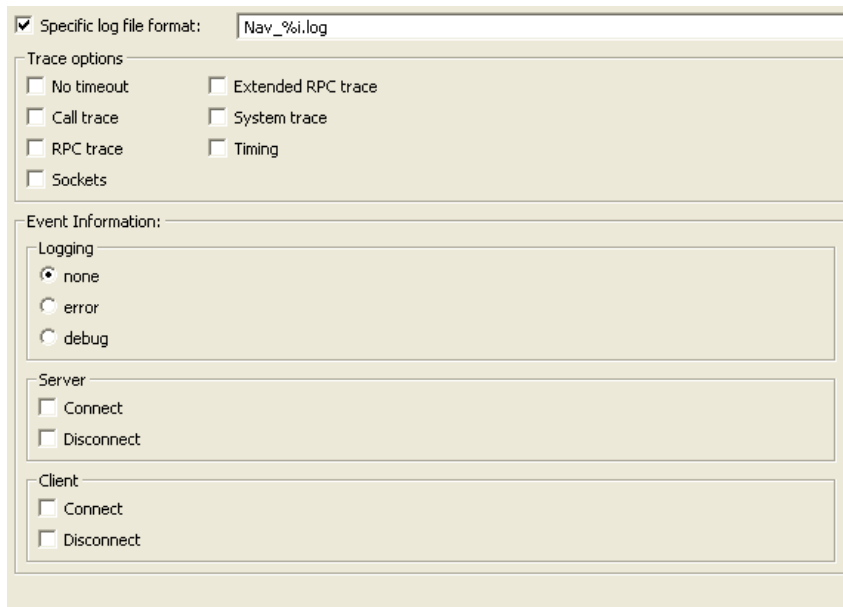 Specific log file format: Nav_%i.log
Trace options
No timeout Extended RPC trace
Call trace System trace
RPC trace Timing
Sockets
Event Information:
Logging
none
error
debug
Server
Connect
Disconnect
Client
Connect
Disconnect